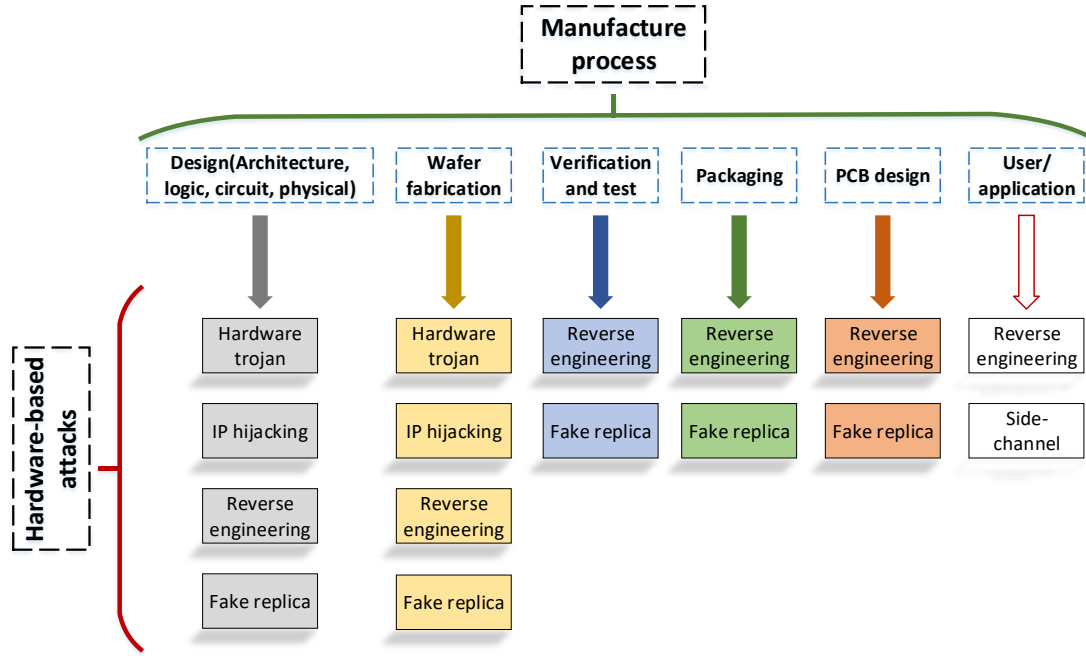 Manufacture
process
Design(Architecture,
logic, circuit, physical)
Wafer
fabrication
Verification
and test
Packaging
PCB design
User/
application
Hardware-based
attacks
Hardware
trojan
Hardware
trojan
Reverse
engineering
Reverse
engineering
Reverse
engineering
Reverse
engineering
IP hijacking
IP hijacking
Fake replica
Fake replica
Fake replica
Side-
channel
Reverse
engineering
Reverse
engineering
Fake replica
Fake replica